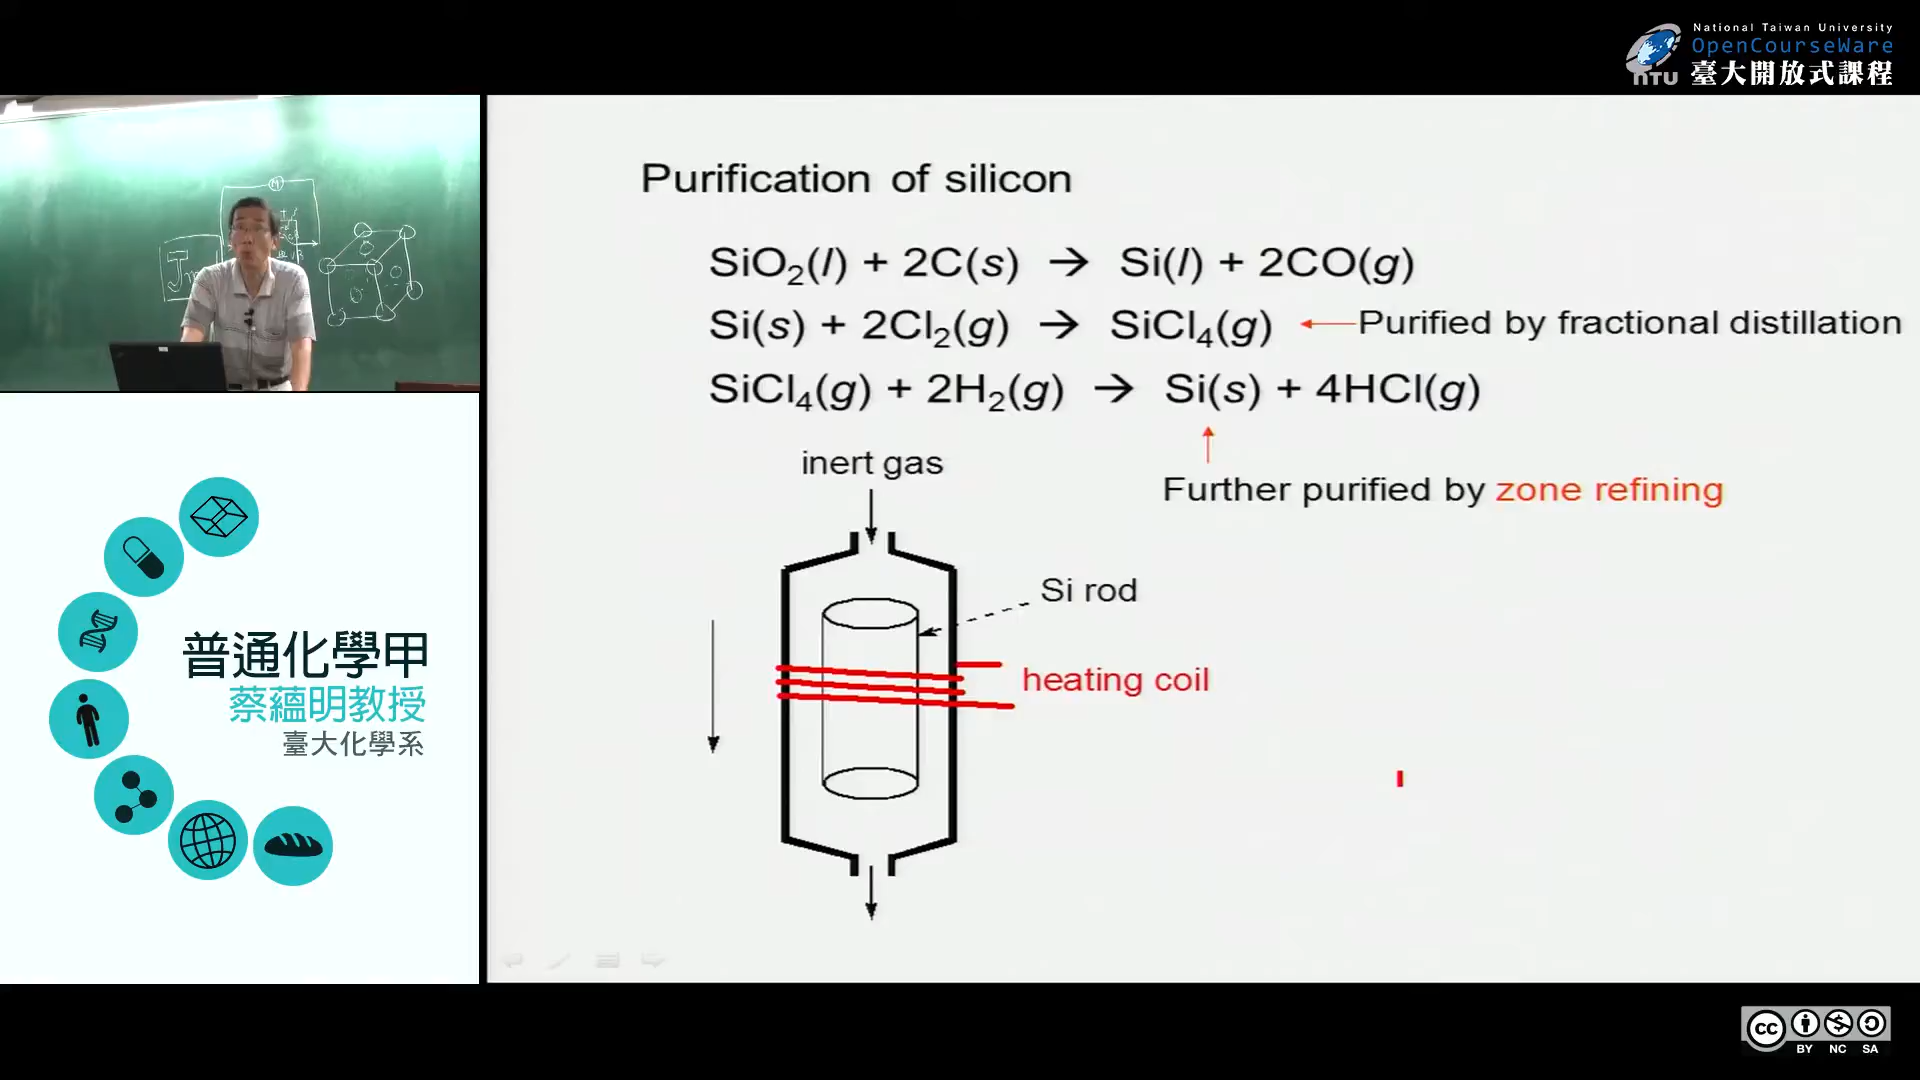 National Taiwan University
OpenCourseWare
臺大開放式課程
NTU
Purification of silicon
SiO₂(l) + 2C(s) → Si(l) + 2CO(g)
Si(s) + 2Cl₂(g) → SiCl₄(g) ←Purified by fractional distillation
SiCl₄(g) + 2H₂(g) → Si(s) + 4HCl(g)
Further purified by zone refining
inert gas
Si rod
heating coil
普通化學甲
蔡蘊明教授
臺大化學系
cc
BY NC SA